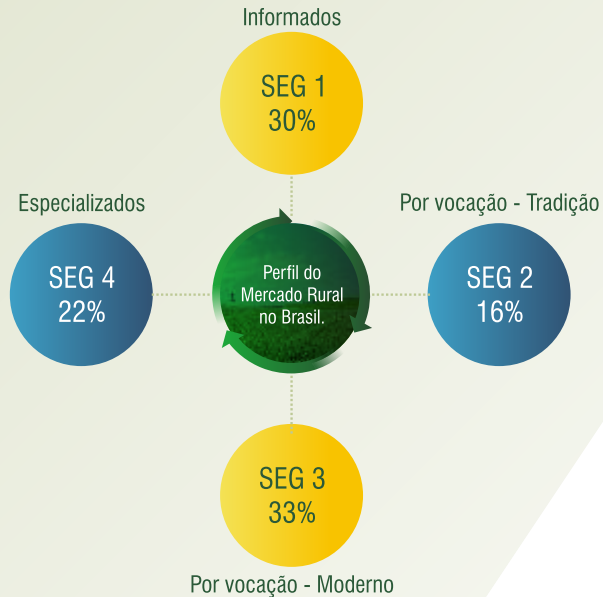 Informados
SEG 1
30%
Especializados
SEG 4
22%
Perfil do
Mercado Rural
no Brasil.
Por vocação - Tradição
SEG 2
16%
SEG 3
33%
Por vocação - Moderno